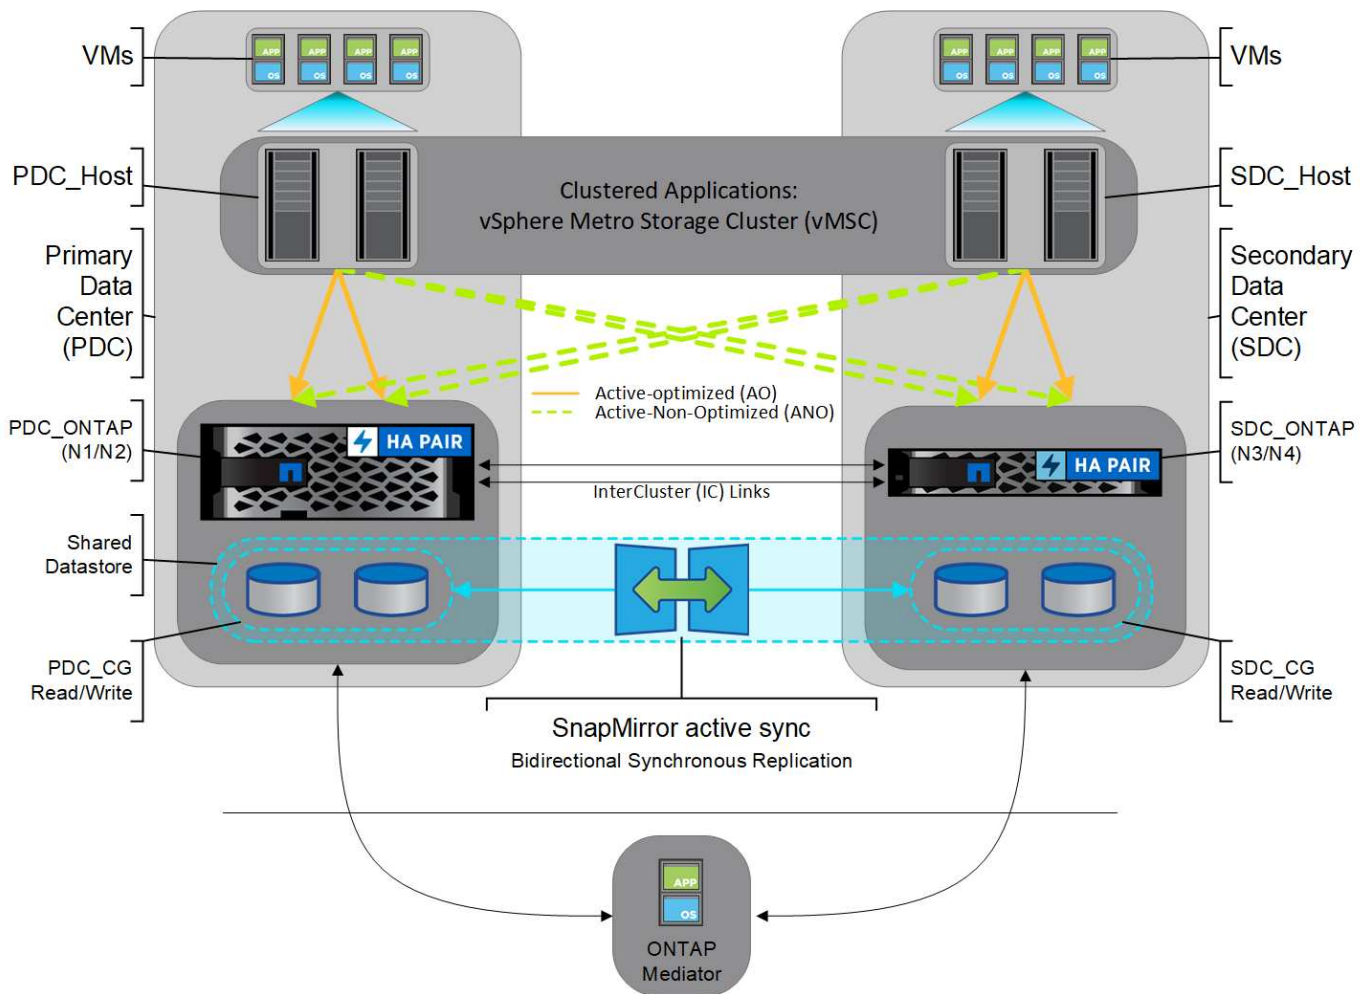 VMs
VMs
APP
APP
APP
APP
OS
OS
OS
OS
APP
APP
APP
APP
OS
OS
OS
OS
PDC_Host
SDC_Host
Clustered Applications:
vSphere Metro Storage Cluster (vMSC)
Primary
Data
Center
(PDC)
Secondary
Data
Center
(SDC)
Active-optimized (AO)
Active-Non-Optimized (ANO)
PDC_ONTAP
(N1/N2)
HA PAIR
HA PAIR
SDC_ONTAP
(N3/N4)
InterCluster (IC) Links
Shared
Datastore
PDC_CG
Read/Write
SDC_CG
Read/Write
SnapMirror active sync
Bidirectional Synchronous Replication
APP
OS
ONTAP
Mediator